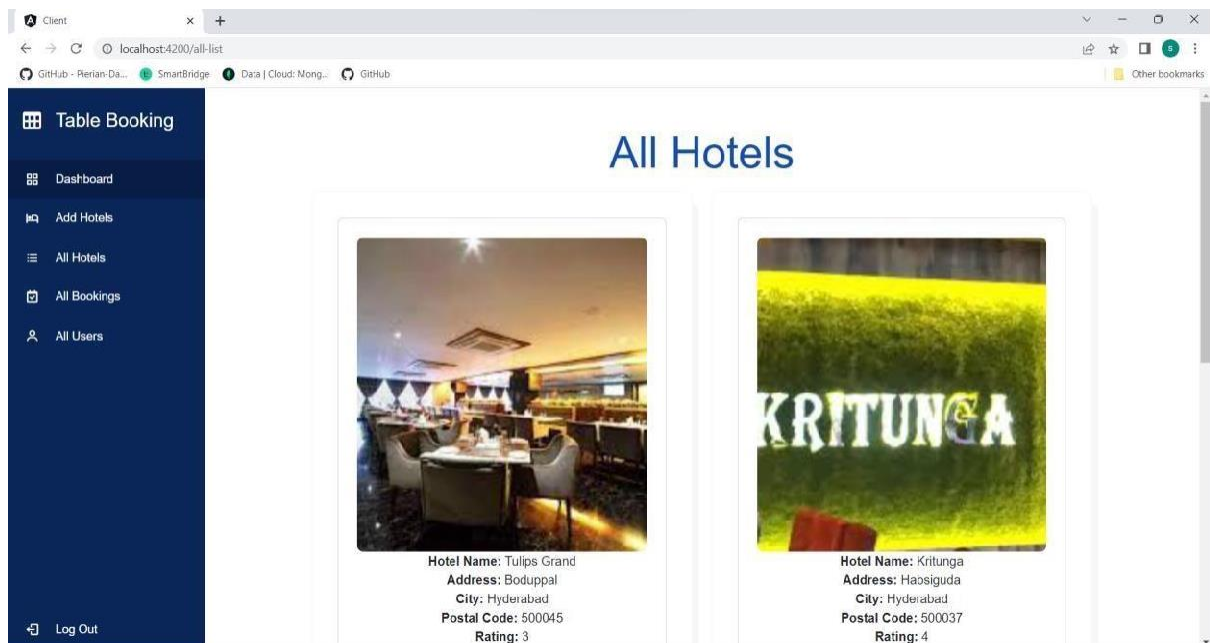 Client
localhost:4200/all-list
GitHub - Pierian-Da... SmartBridge Data | Cloud: Mong... GitHub Other bookmarks
Table Booking
Dashboard
Add Hotels
All Hotels
All Bookings
All Users
Log Out
All Hotels
Hotel Name: Tulips Grand
Address: Boduppal
City: Hyderabad
Postal Code: 500045
Rating: 3
KRITUNGA
Hotel Name: Kritunga
Address: Habsiguda
City: Hyderabad
Postal Code: 500037
Rating: 4